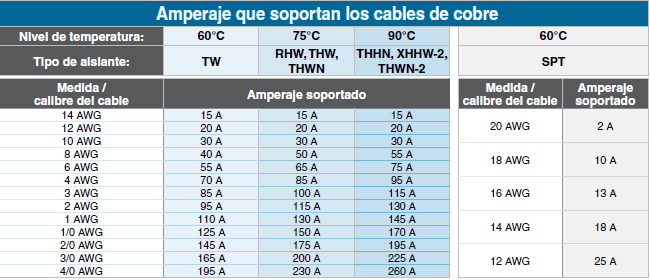 Amperaje que soportan los cables de cobre
Nivel de temperatura: 60°C 75°C 90°C 60°C
Tipo de aislante: TW RHW, THW, THWN THHN, XHHW-2, THWN-2 SPT
Medida / calibre del cable Amperaje soportado Medida / calibre del cable Amperaje soportado
14 AWG 15 A 15 A 15 A
12 AWG 20 A 20 A 20 A
10 AWG 30 A 30 A 30 A
8 AWG 40 A 50 A 55 A
6 AWG 55 A 65 A 75 A
4 AWG 70 A 85 A 95 A
3 AWG 85 A 100 A 115 A
2 AWG 95 A 115 A 130 A
1 AWG 110 A 130 A 145 A
1/0 AWG 125 A 150 A 170 A
2/0 AWG 145 A 175 A 195 A
3/0 AWG 165 A 200 A 225 A
4/0 AWG 195 A 230 A 260 A
20 AWG 2 A
18 AWG 10 A
16 AWG 13 A
14 AWG 18 A
12 AWG 25 A